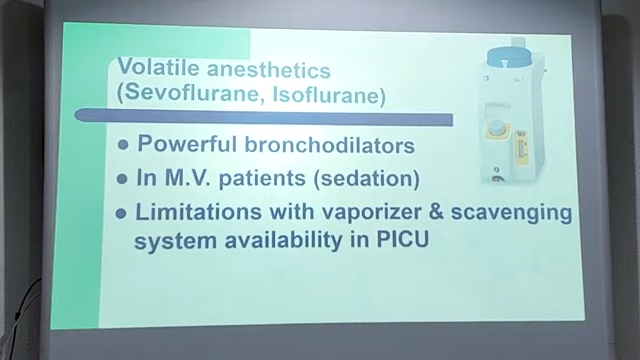 Volatile anesthetics
(Sevoflurane, Isoflurane)
● Powerful bronchodilators
● In M.V. patients (sedation)
● Limitations with vaporizer & scavenging
system availability in PICU